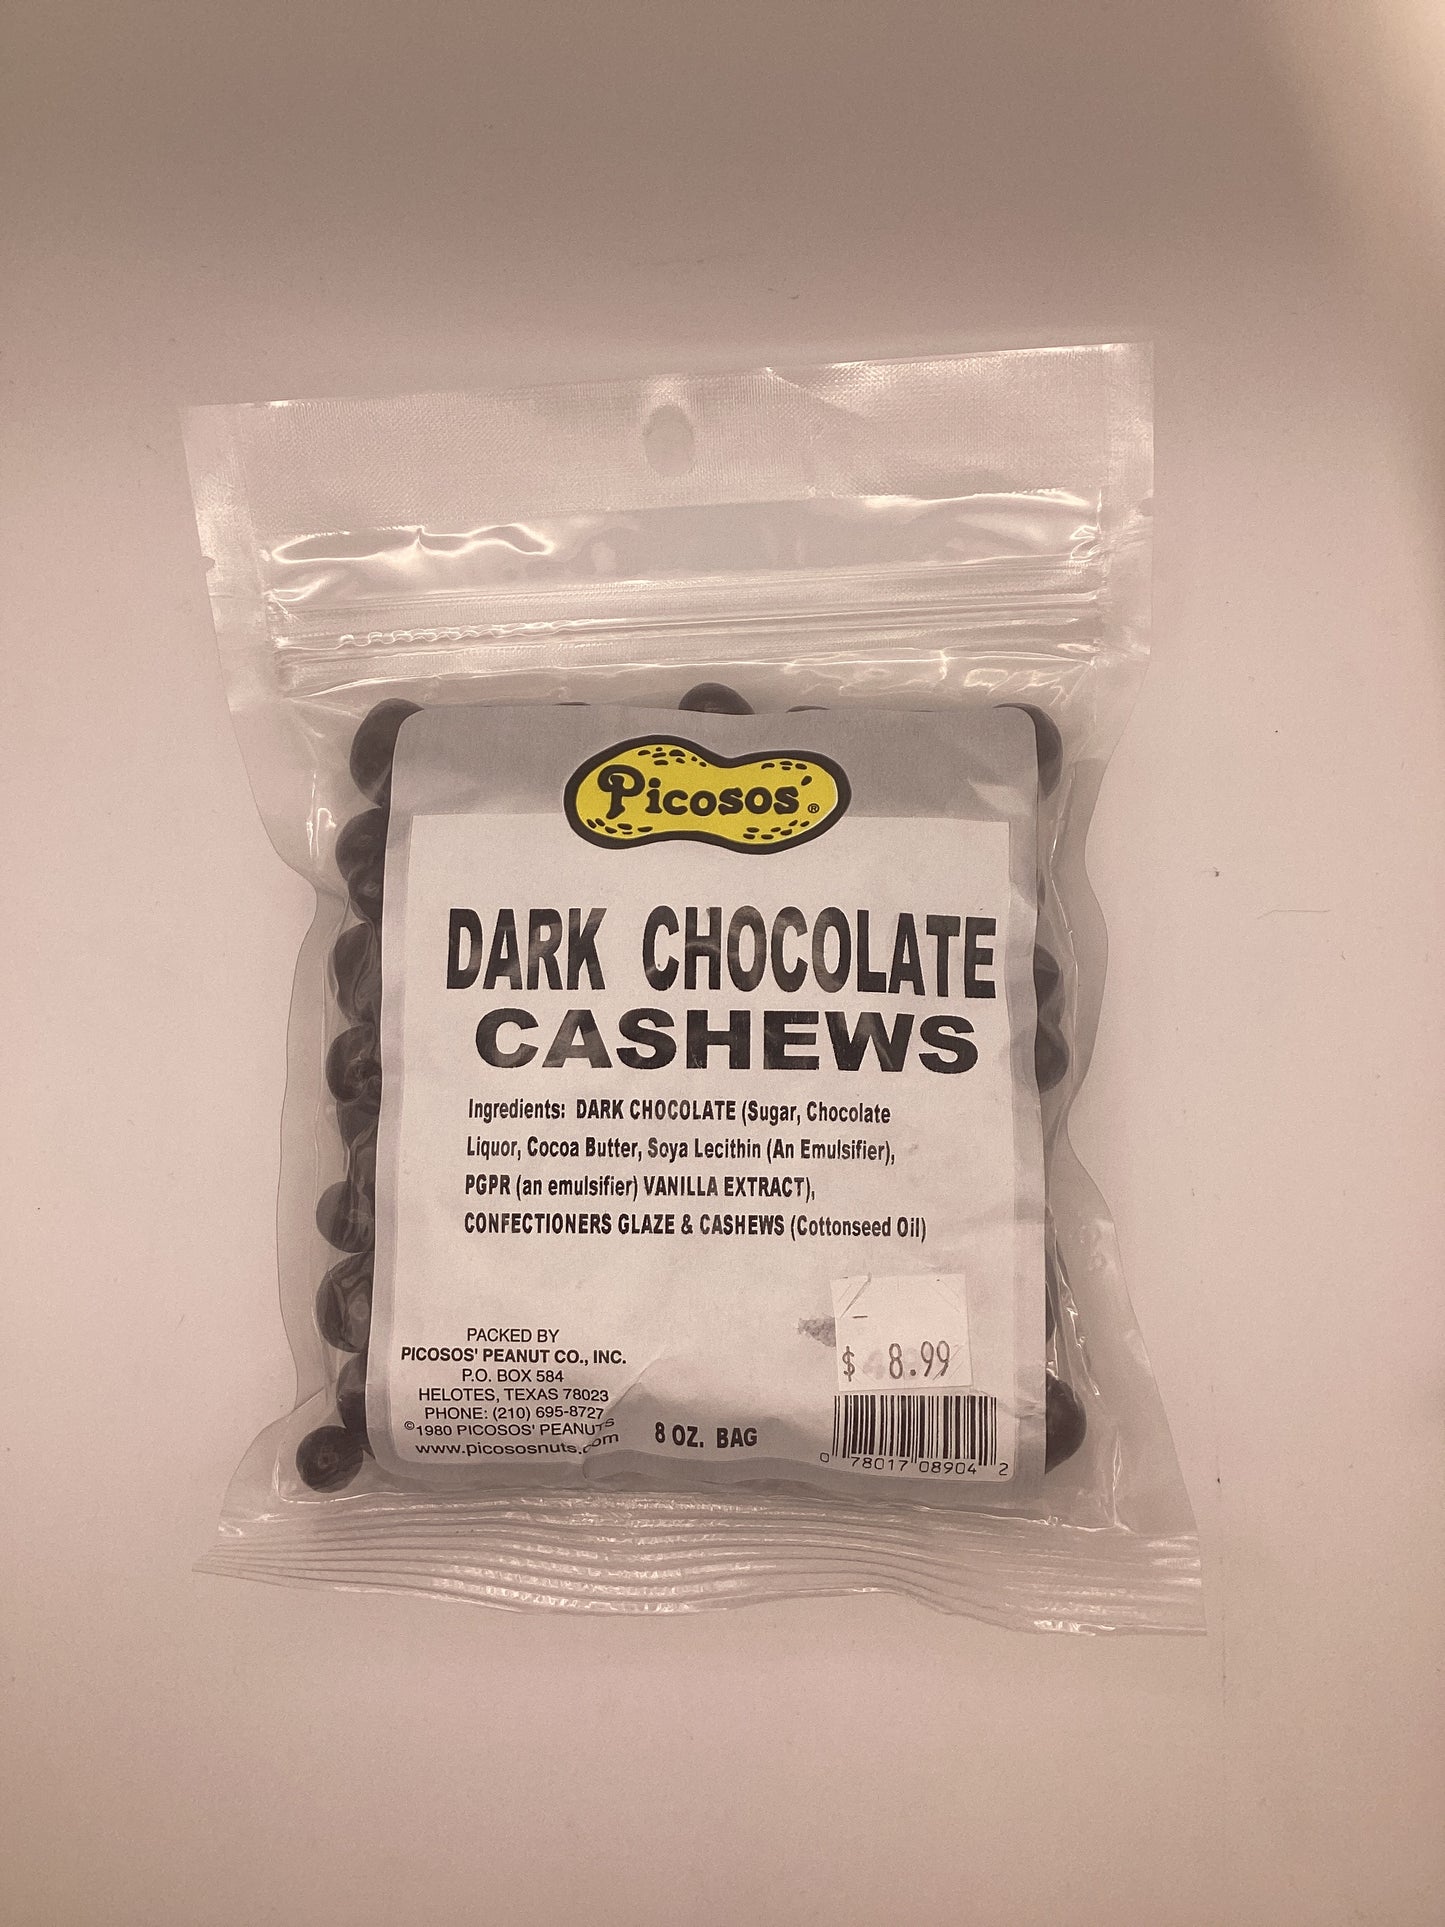 Picosos' ®
DARK CHOCOLATE
CASHEWS
Ingredients: DARK CHOCOLATE (Sugar, Chocolate
Liquor, Cocoa Butter, Soya Lecithin (An Emulsifier),
PGPR (an emulsifier) VANILLA EXTRACT),
CONFECTIONERS GLAZE & CASHEWS (Cottonseed Oil)
$ 8.99
PACKED BY
PICOSOS' PEANUT CO., INC.
P.O. BOX 584
HELOTES, TEXAS 78023
PHONE: (210) 695-8727
©1980 PICOSOS' PEANUTS
www.picososnuts.com
8 OZ. BAG
0 78017 08904 2